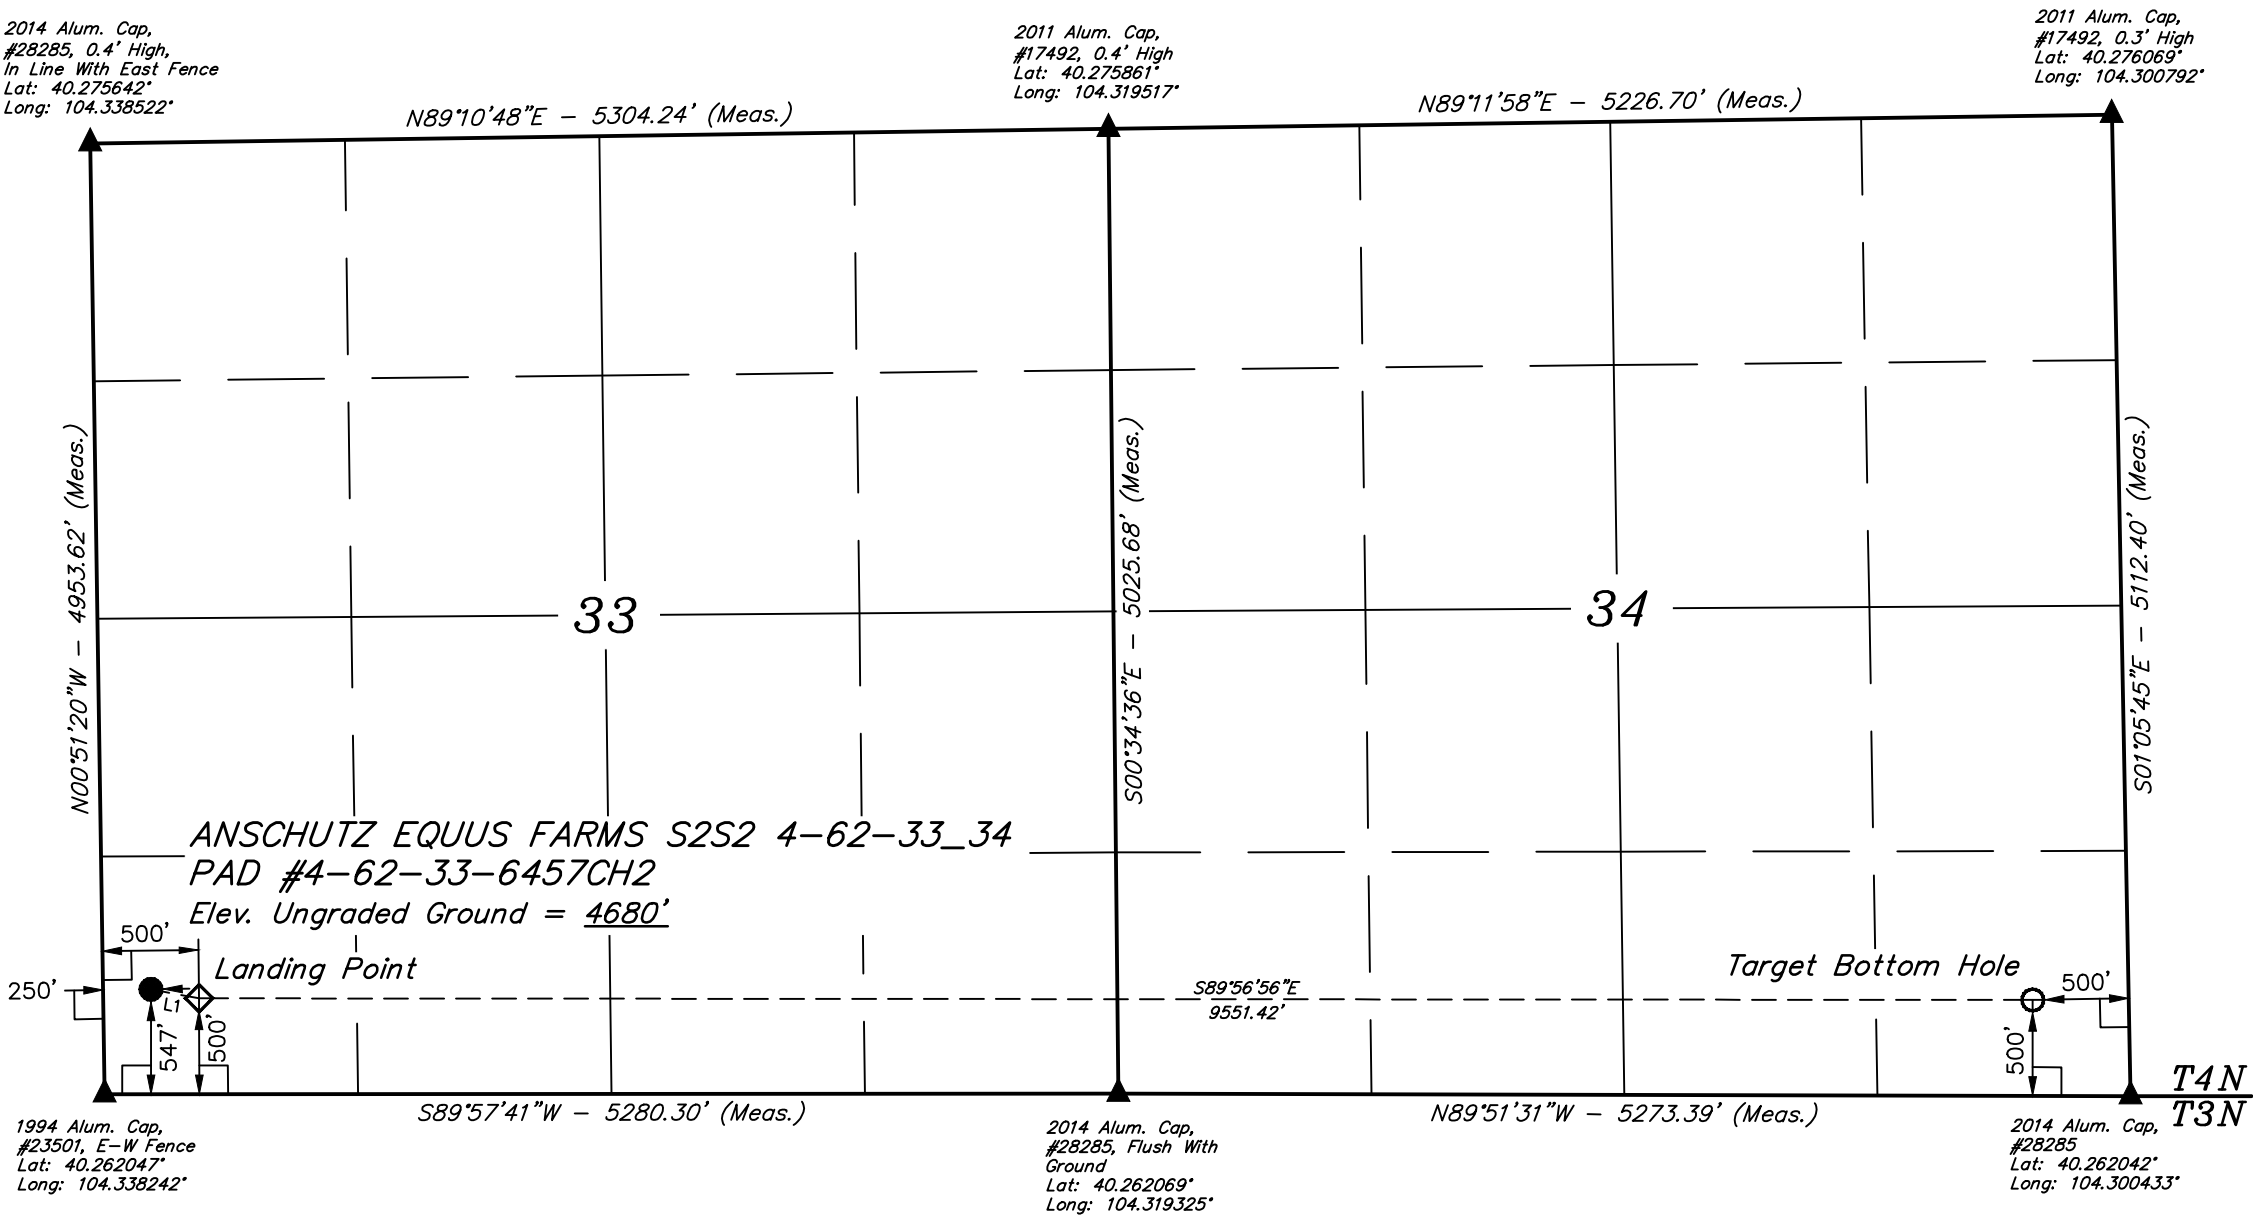 2014 Alum. Cap,
#28285, 0.4' High,
In Line With East Fence
Lat: 40.275642°
Long: 104.338522°
2011 Alum. Cap,
#17492, 0.4' High
Lat: 40.275861°
Long: 104.319517°
2011 Alum. Cap,
#17492, 0.3' High
Lat: 40.276069°
Long: 104.300792°
N89°10'48"E - 5304.24' (Meas.)
N89°11'58"E - 5226.70' (Meas.)
N00°51'20"W - 4953.62' (Meas.)
33
S00°34'36"E - 5025.68' (Meas.)
34
S01°05'45"E - 5112.40' (Meas.)
ANSCHUTZ EQUUS FARMS S2S2 4-62-33_34
PAD #4-62-33-6457CH2
Elev. Ungraded Ground = 4680'
500'
Landing Point
250'
L1
547'
500'
S89°56'56"E
9551.42'
Target Bottom Hole
500'
500'
T4N
T3N
S89°57'41"W - 5280.30' (Meas.)
N89°51'31"W - 5273.39' (Meas.)
1994 Alum. Cap,
#23501, E-W Fence
Lat: 40.262047°
Long: 104.338242°
2014 Alum. Cap,
#28285, Flush With
Ground
Lat: 40.262069°
Long: 104.319325°
2014 Alum. Cap,
#28285
Lat: 40.262042°
Long: 104.300433°